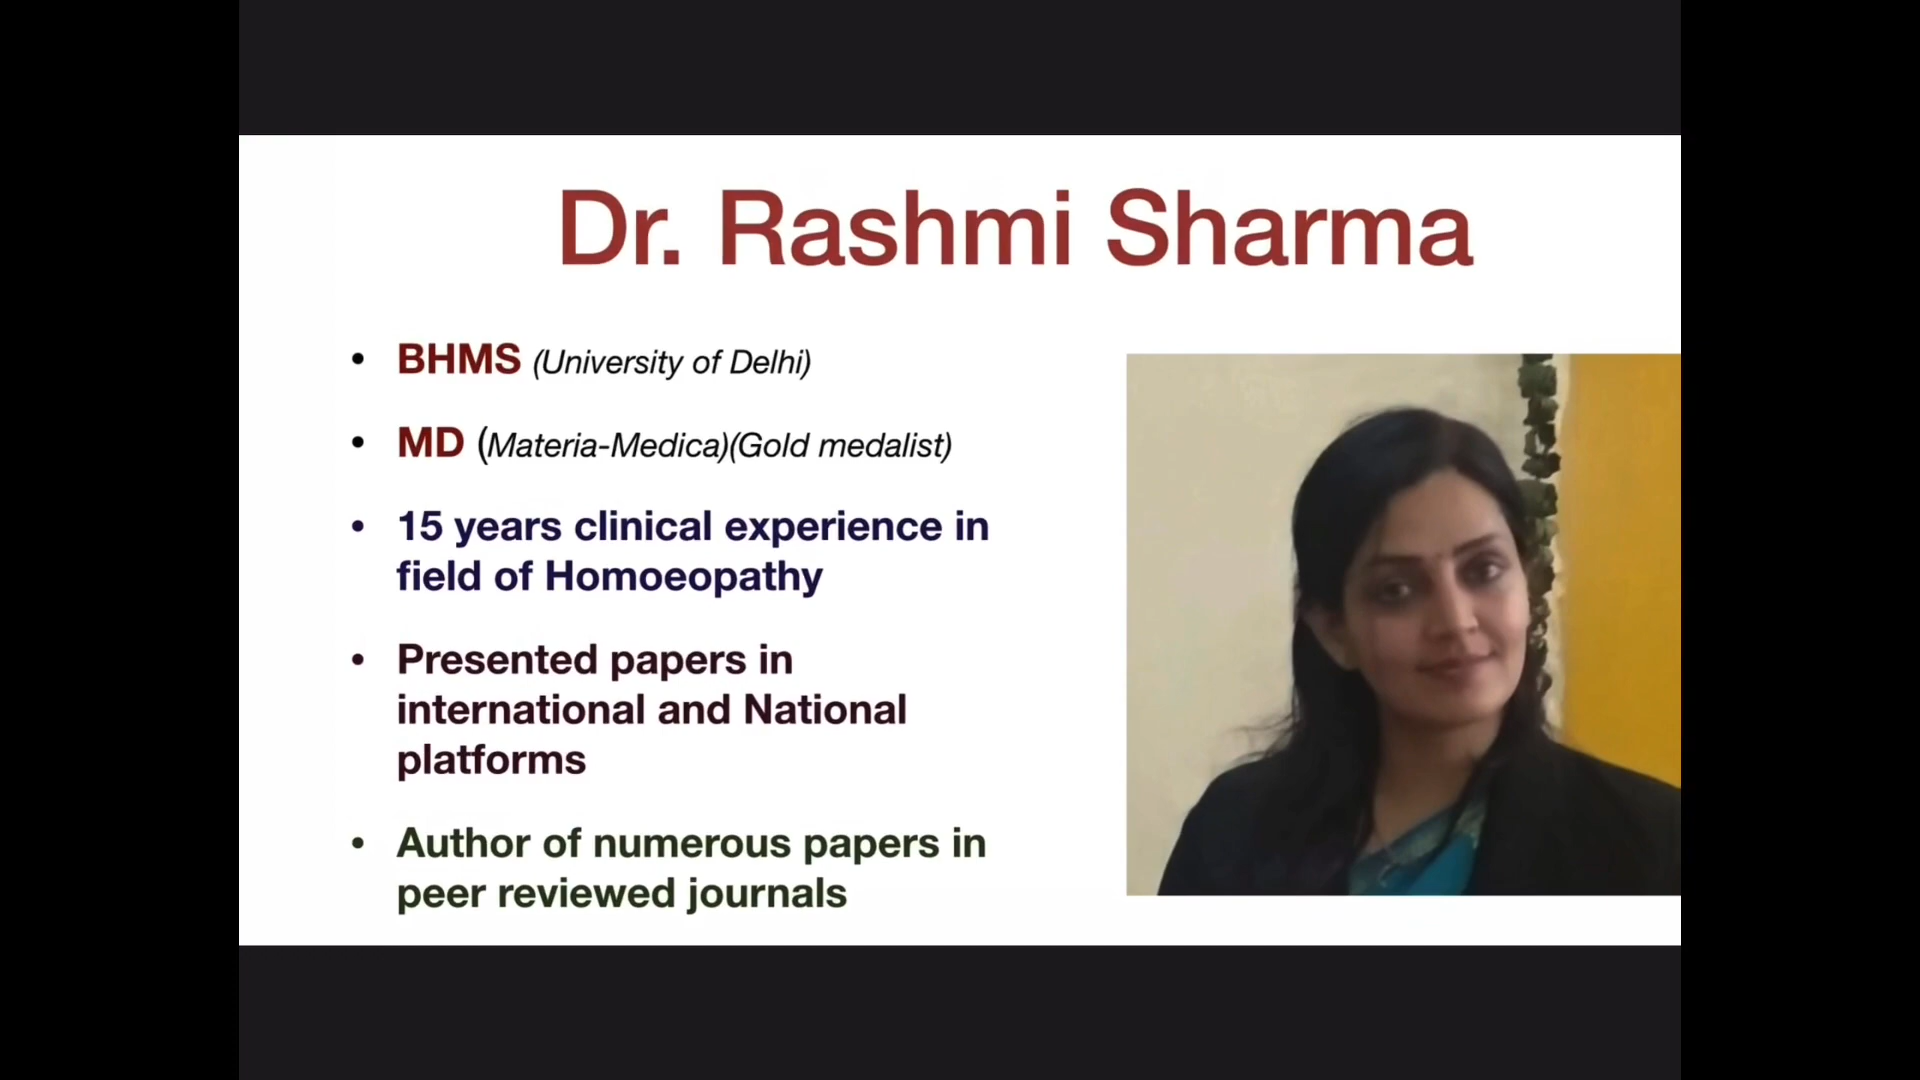 Dr. Rashmi Sharma
• BHMS (University of Delhi)
• MD (Materia-Medica)(Gold medalist)
• 15 years clinical experience in
field of Homoeopathy
• Presented papers in
international and National
platforms
• Author of numerous papers in
peer reviewed journals